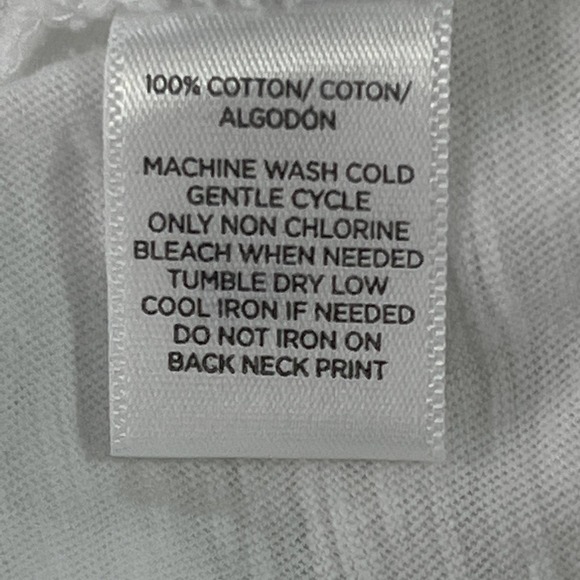 100% COTTON/ COTON/
ALGODÓN
MACHINE WASH COLD
GENTLE CYCLE
ONLY NON CHLORINE
BLEACH WHEN NEEDED
TUMBLE DRY LOW
COOL IRON IF NEEDED
DO NOT IRON ON
BACK NECK PRINT